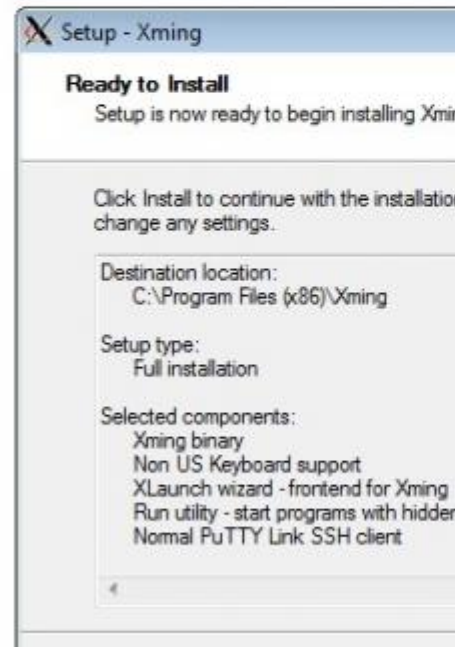 Setup - Xming
Ready to Install
Setup is now ready to begin installing
Click Install to continue with the
change any settings.
Destination location:
C:\Program Files (x86)\Xming
Setup type:
Full installation
Selected components:
Xming binary
Non US Keyboard support
XLaunch wizard - frontend for Xming
Run utility - start programs with hidden
Normal PuTTY Link SSH client